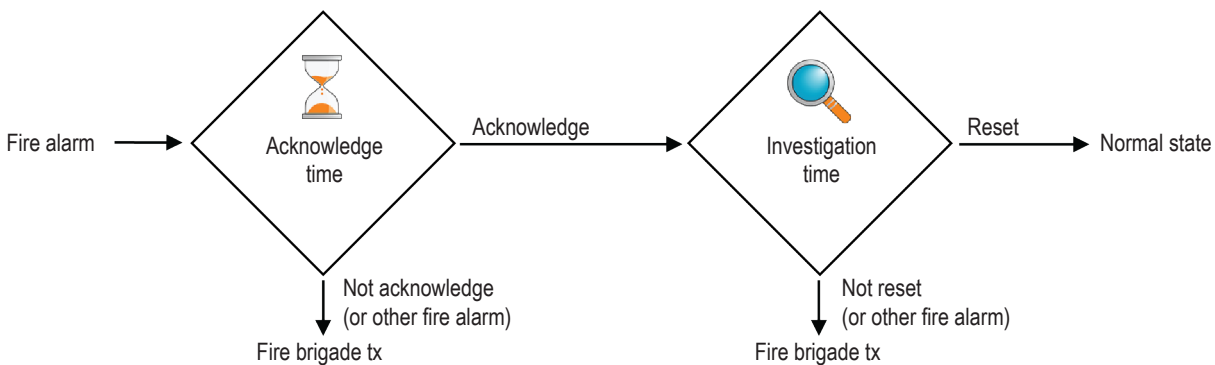 Fire alarm
Acknowledge
time
Acknowledge
Investigation
time
Reset
Normal state
Not acknowledge
(or other fire alarm)
Fire brigade tx
Not reset
(or other fire alarm)
Fire brigade tx